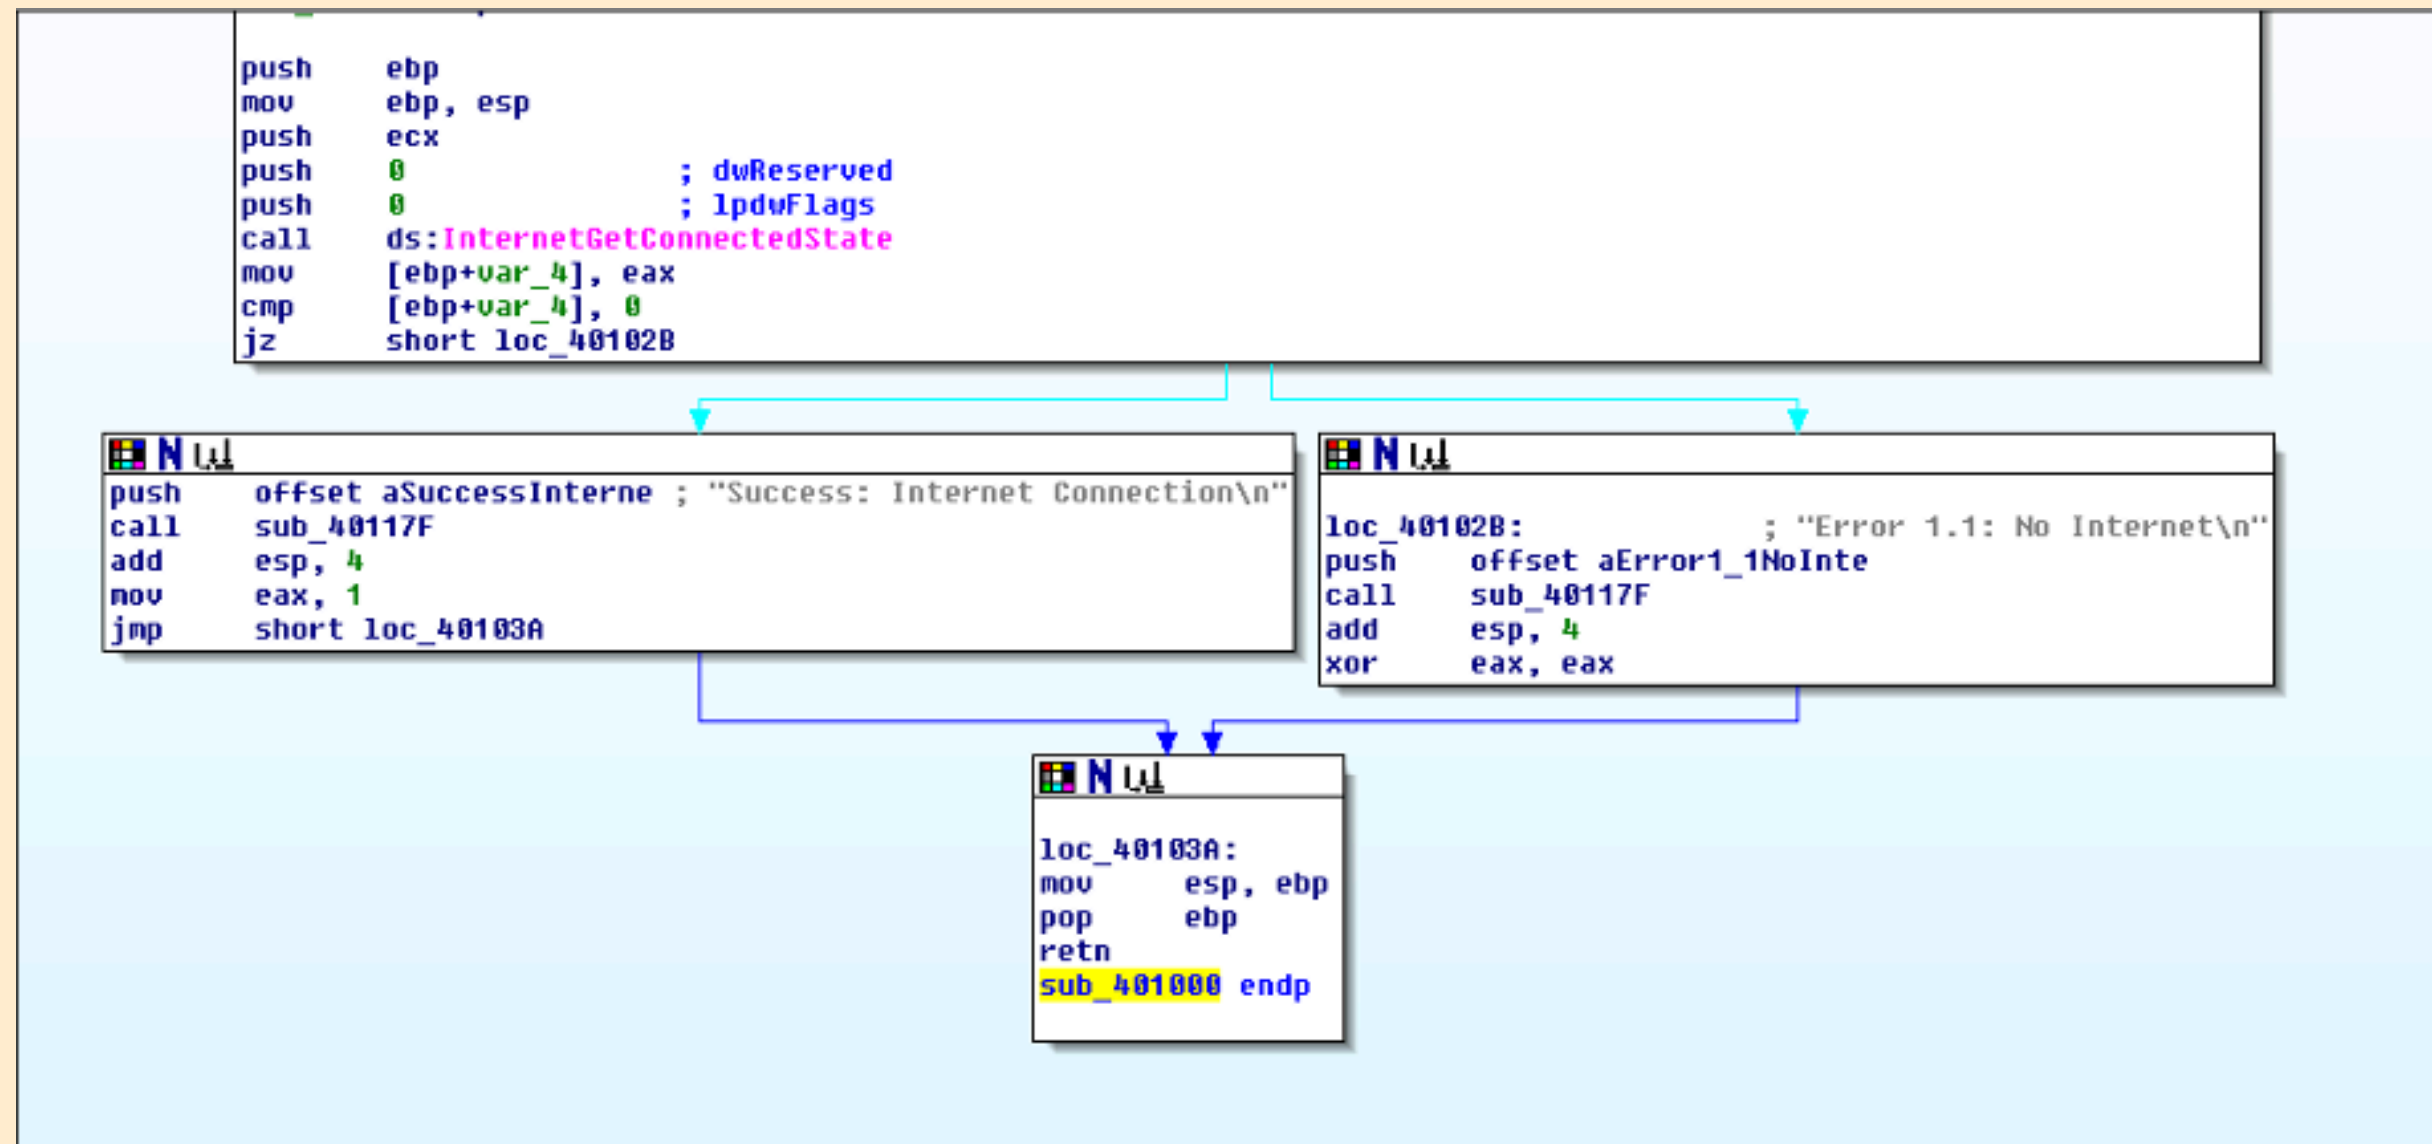 push ebp
mov ebp, esp
push ecx
push 0 ; dwReserved
push 0 ; lpdwFlags
call ds:InternetGetConnectedState
mov [ebp+var_4], eax
cmp [ebp+var_4], 0
jz short loc_40102B
push offset aSuccessInterne ; "Success: Internet Connection\n"
call sub_40117F
add esp, 4
mov eax, 1
jmp short loc_40103A
loc_40102B: ; "Error 1.1: No Internet\n"
push offset aError1_1NoInte
call sub_40117F
add esp, 4
xor eax, eax
loc_40103A:
mov esp, ebp
pop ebp
retn
sub_401000 endp